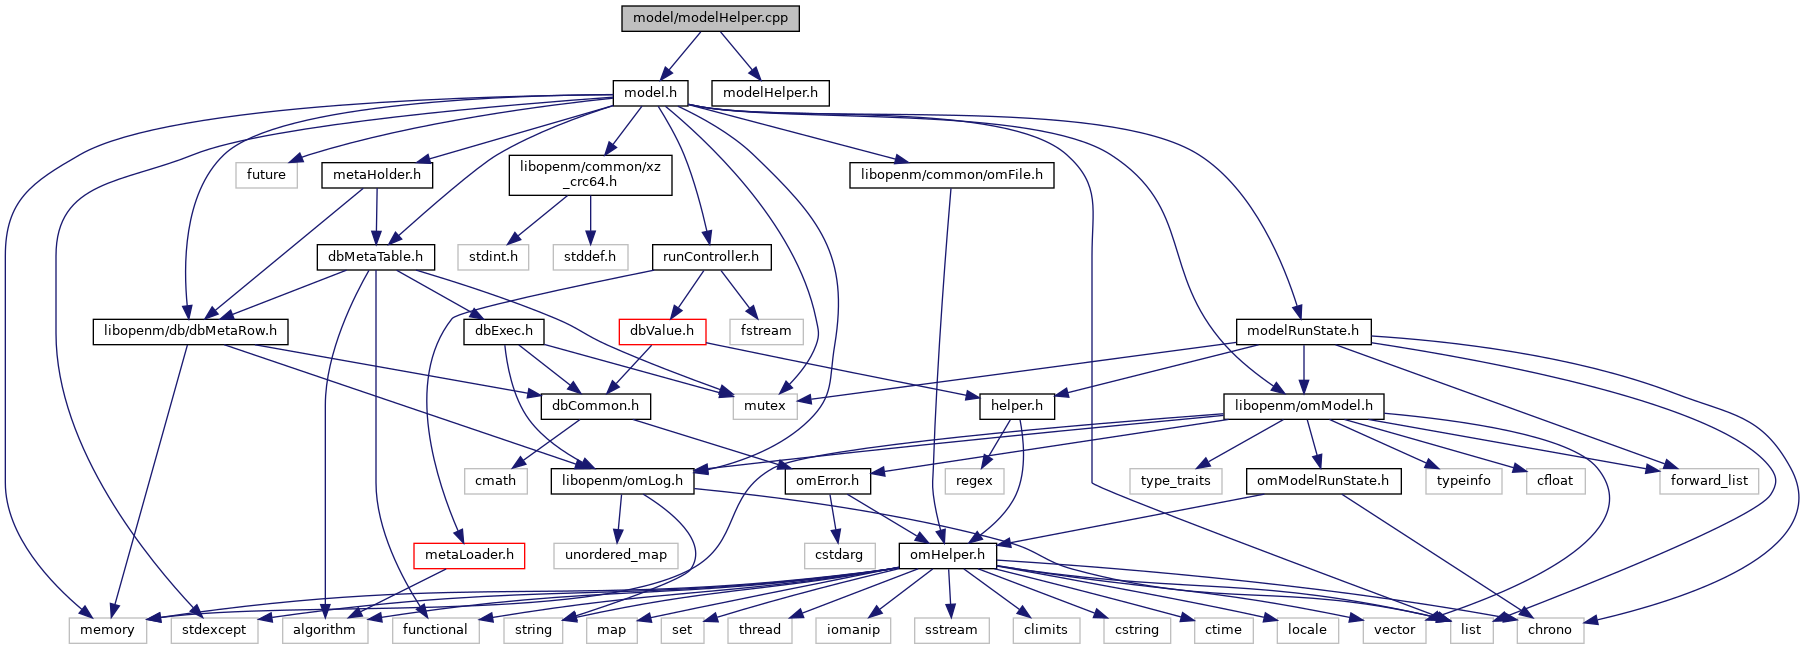 model/modelHelper.cpp
model.h
modelHelper.h
future
metaHolder.h
libopenm/common/xz
_crc64.h
libopenm/common/omFile.h
dbMetaTable.h
stdint.h
stddef.h
runController.h
libopenm/db/dbMetaRow.h
dbExec.h
dbValue.h
fstream
modelRunState.h
dbCommon.h
mutex
helper.h
libopenm/omModel.h
cmath
libopenm/omLog.h
omError.h
regex
type_traits
omModelRunState.h
typeinfo
cfloat
forward_list
metaLoader.h
unordered_map
cstdarg
omHelper.h
memory
stdexcept
algorithm
functional
string
map
set
thread
iomanip
sstream
climits
cstring
ctime
locale
vector
list
chrono